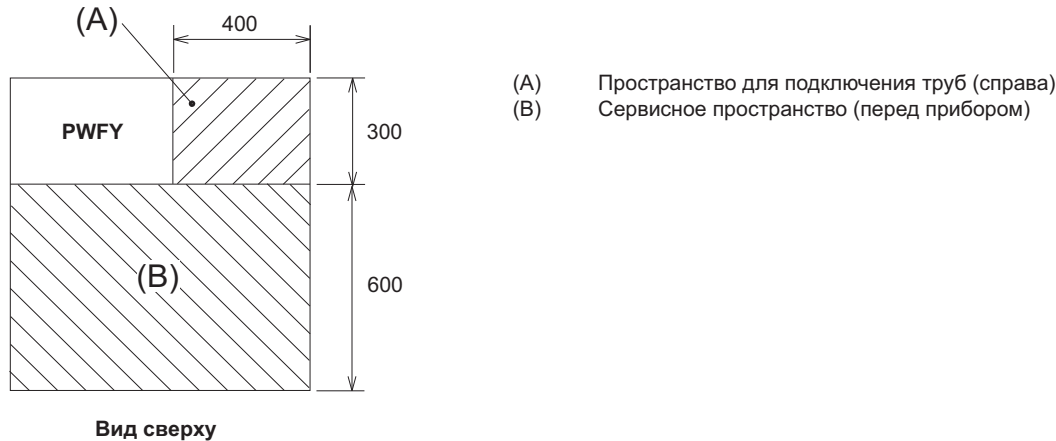 (A)
400
PWFY
300
(B)
600
Вид сверху
(A) Пространство для подключения труб (справа)
(B) Сервисное пространство (перед прибором)